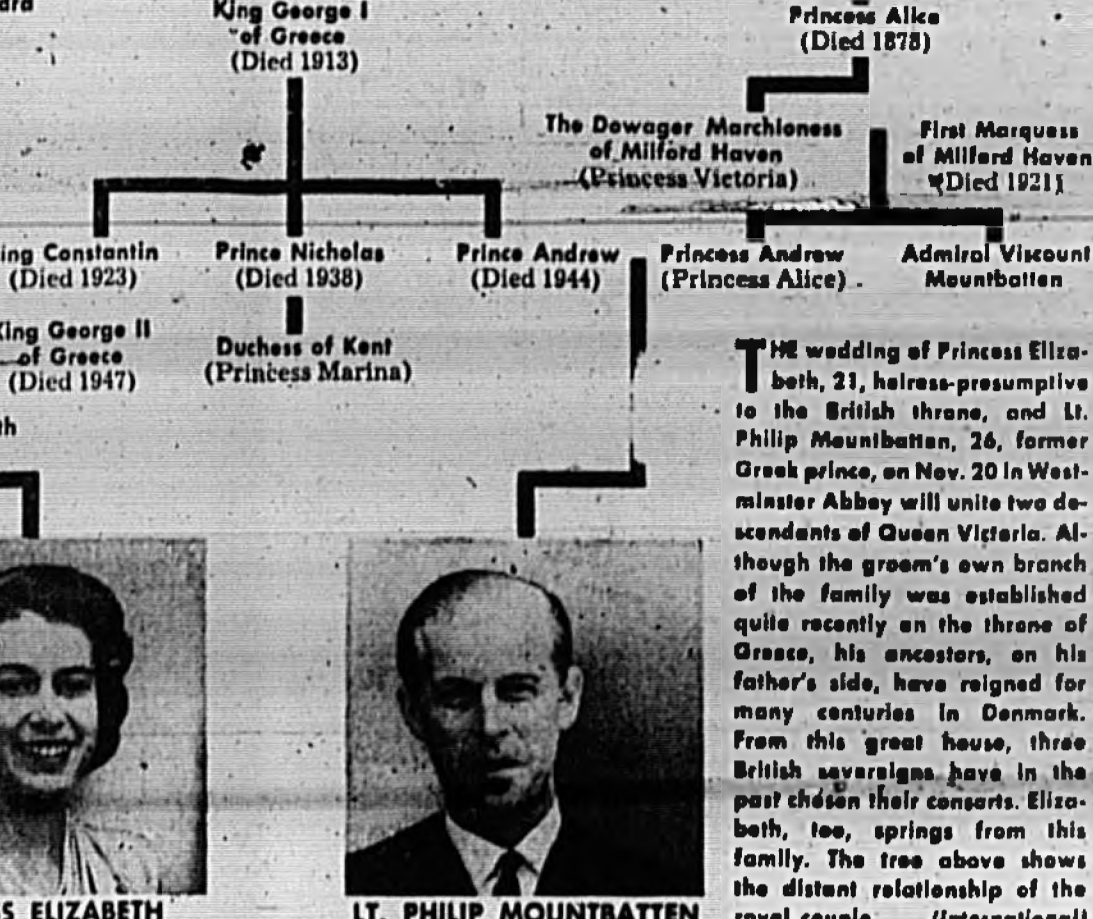 King George I
of Greece
(Died 1913)
Princess Alice
(Died 1878)
The Dowager Marchioness
of Milford Haven
(Princess Victoria)
First Marquess
of Milford Haven
(Died 1921)
ing Constantin
(Died 1923)
Prince Nicholas
(Died 1938)
Prince Andrew
(Died 1944)
Princess Andrew
(Princess Alice)
Admiral Viscount
Mountbatten
King George II
of Greece
(Died 1947)
Duchess of Kent
(Princess Marina)
th
THE wedding of Princess Eliza-
beth, 21, heiress-presumptive
to the British throne, and Lt.
Philip Mountbatten, 26, former
Greek prince, on Nov. 20 in West-
minster Abbey will unite two de-
scendants of Queen Victoria. Al-
though the groom's own branch
of the family was established
quite recently on the throne of
Greece, his ancestors, on his
father's side, have reigned for
many centuries in Denmark.
From this great house, three
British sovereigns have in the
past chosen their consorts. Eliza-
beth, too, springs from this
family. The tree above shows
the distant relationship of the
royal couple. (International)
S ELIZABETH
LT. PHILIP MOUNTBATTEN